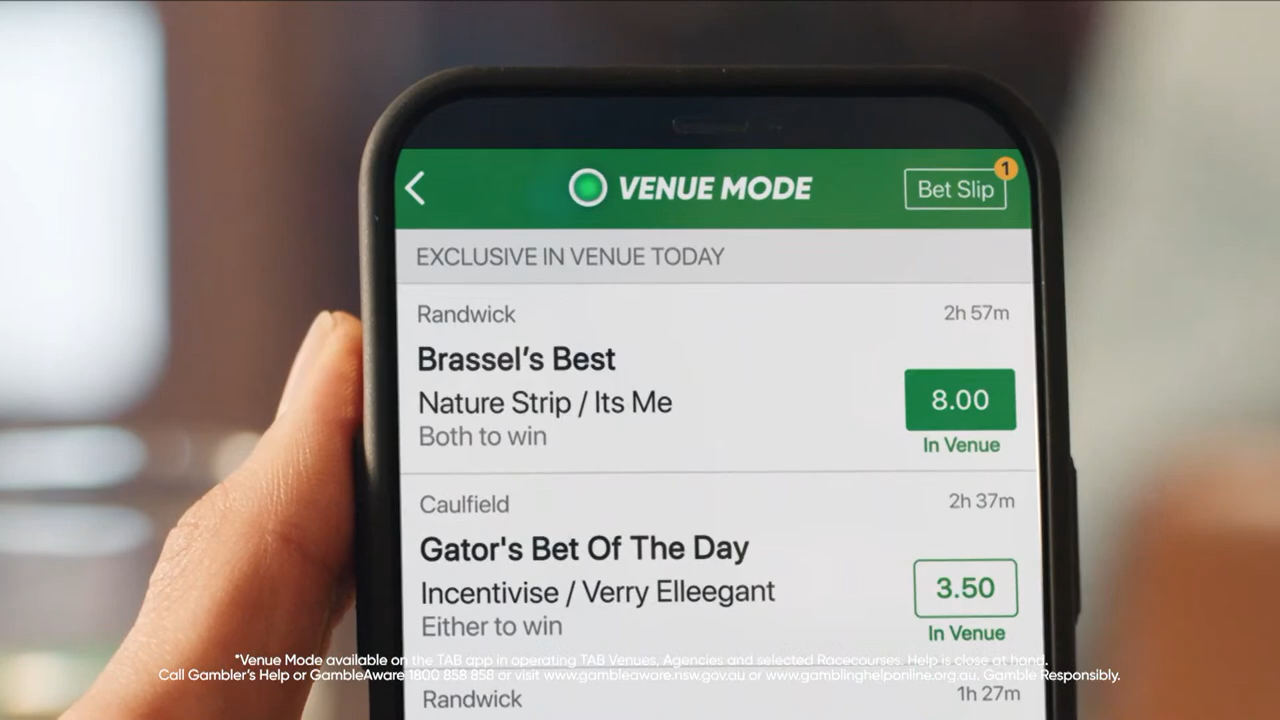 VENUE MODE
Bet Slip
1
EXCLUSIVE IN VENUE TODAY
Randwick
2h 57m
Brassel's Best
Nature Strip / Its Me
8.00
Both to win
In Venue
Caulfield
2h 37m
Gator's Bet Of The Day
Incentivise / Verry Elleegant
3.50
Either to win
In Venue
*Venue Mode available on the TAB app in operating TAB Venues, Agencies and selected Racecourses. Help is close at hand.
Call Gambler's Help or GambleAware 1800 858 858 or visit www.gambleaware.nsw.gov.au or www.gamblinghelponline.org.au. Gamble Responsibly.
Randwick
1h 27m